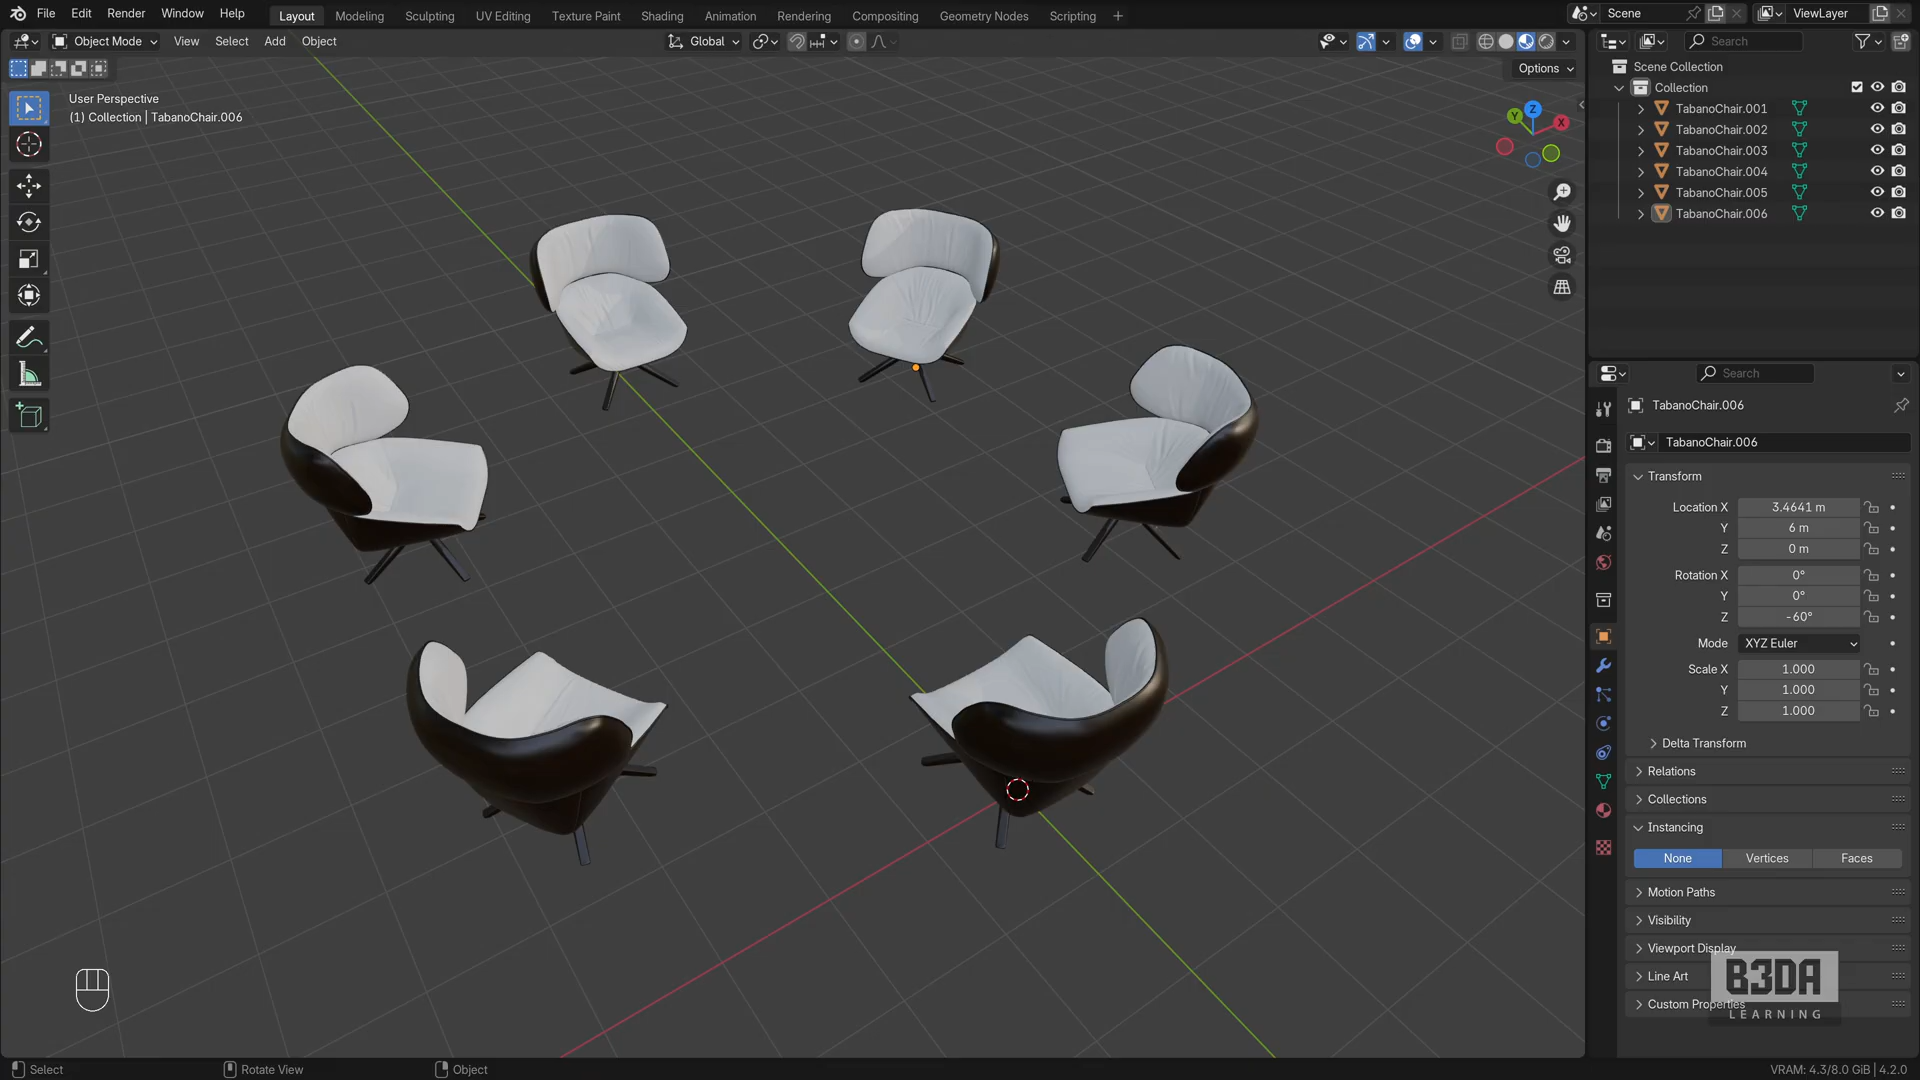 File Edit Render Window Help Layout Modeling Sculpting UV Editing Texture Paint Shading Animation Rendering Compositing Geometry Nodes Scripting + Scene ViewLayer
Object Mode View Select Add Object Global Search
Options
User Perspective
(1) Collection | TabanoChair.006
Z
Y
X
Scene Collection
Collection
TabanoChair.001
TabanoChair.002
TabanoChair.003
TabanoChair.004
TabanoChair.005
TabanoChair.006
Search
TabanoChair.006
TabanoChair.006
Transform
Location X 3.4641 m
Y 6 m
Z 0 m
Rotation X 0°
Y 0°
Z -60°
Mode XYZ Euler
Scale X 1.000
Y 1.000
Z 1.000
Delta Transform
Relations
Collections
Instancing
None Vertices Faces
Motion Paths
Visibility
Viewport Display
Line Art
Custom Properties
B3DA
LEARNING
Select Rotate View Object VRAM: 4.3/8.0 GiB | 4.2.0